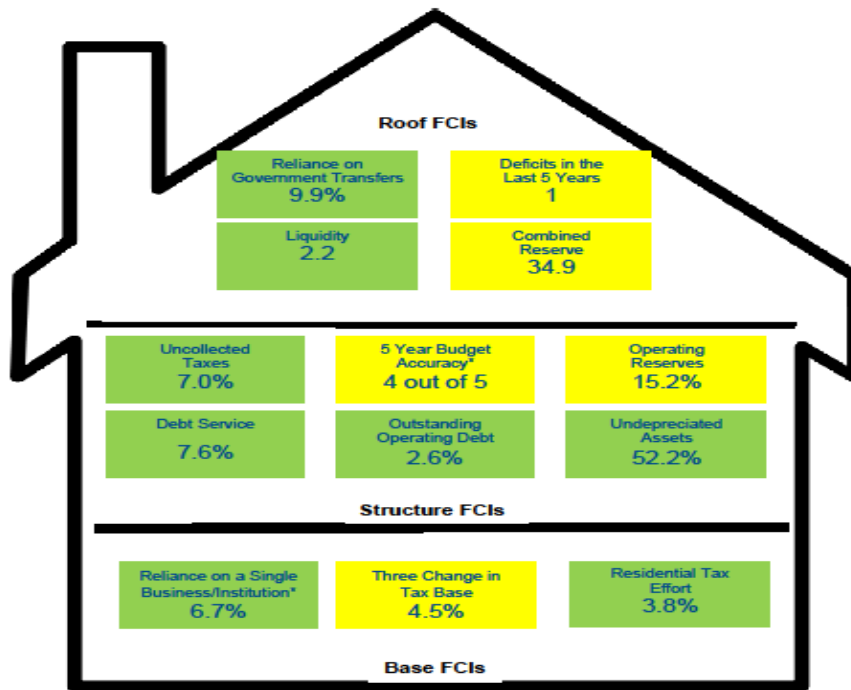 Roof FCIs
Reliance on
Government Transfers
9.9%
Deficits in the
Last 5 Years
1
Liquidity
2.2
Combined
Reserve
34.9
Uncollected
Taxes
7.0%
5 Year Budget
Accuracy*
4 out of 5
Operating
Reserves
15.2%
Debt Service
7.6%
Outstanding
Operating Debt
2.6%
Undepreciated
Assets
52.2%
Structure FCIs
Reliance on a Single
Business/Institution*
6.7%
Three Change in
Tax Base
4.5%
Residential Tax
Effort
3.8%
Base FCIs